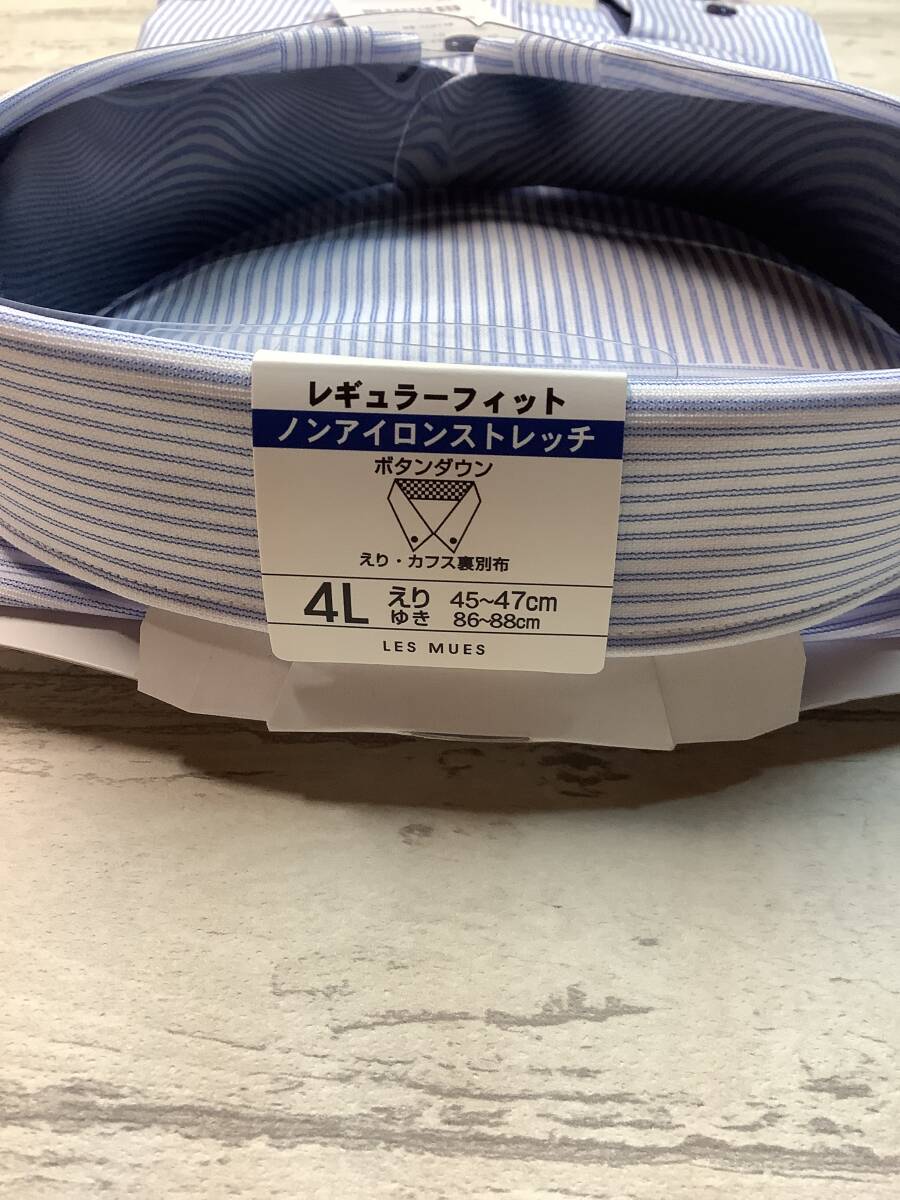 レギュラーフィット
ノンアイロンストレッチ
ボタンダウン
えり・カフス裏別布
4L えり 45~47cm
ゆき 86~88cm
LES MUES